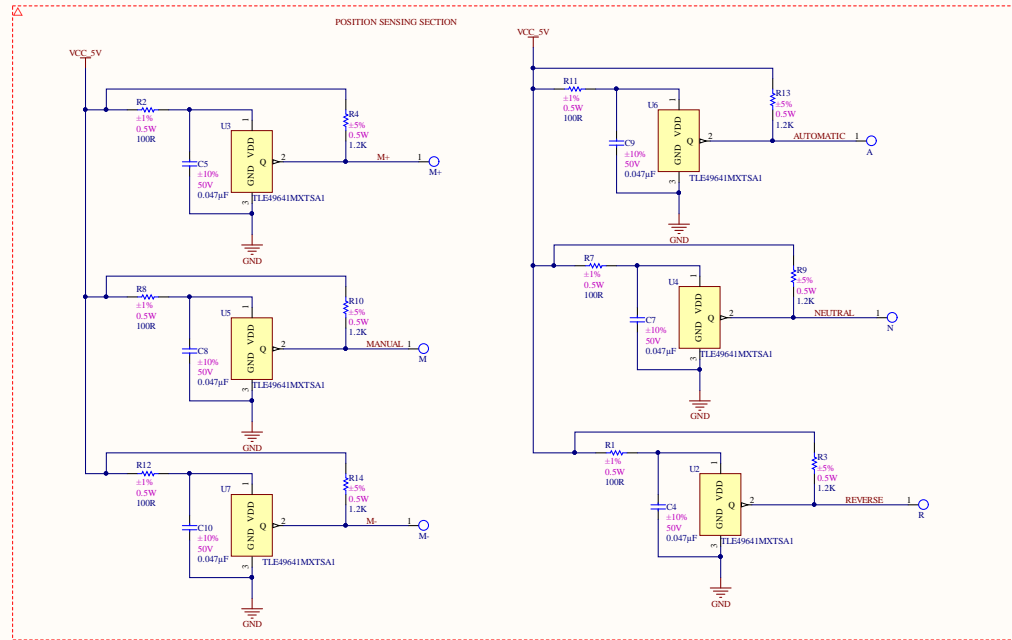 POSITION SENSING SECTION
VCC_5V
R2
±1%
0.5W
100R
R4
±5%
0.5W
1.2K
U3
1
VDD
GND
Q
2
3
C5
±10%
50V
0.047µF
TLE49641MXTSA1
M+
1
M+
GND
R8
±1%
0.5W
100R
R10
±5%
0.5W
1.2K
U5
1
VDD
GND
Q
2
3
C8
±10%
50V
0.047µF
TLE49641MXTSA1
MANUAL
1
M
GND
R12
±1%
0.5W
100R
R14
±5%
0.5W
1.2K
U7
1
VDD
GND
Q
2
3
C10
±10%
50V
0.047µF
TLE49641MXTSA1
M-
1
M-
GND
VCC_5V
R11
±1%
0.5W
100R
R13
±5%
0.5W
1.2K
U6
1
VDD
GND
Q
2
3
C9
±10%
50V
0.047µF
TLE49641MXTSA1
AUTOMATIC
1
A
GND
R7
±1%
0.5W
100R
R9
±5%
0.5W
1.2K
U4
1
VDD
GND
Q
2
3
C7
±10%
50V
0.047µF
TLE49641MXTSA1
NEUTRAL
1
N
GND
R1
±1%
0.5W
100R
R3
±5%
0.5W
1.2K
U2
1
VDD
GND
Q
2
3
C4
±10%
50V
0.047µF
TLE49641MXTSA1
REVERSE
1
R
GND